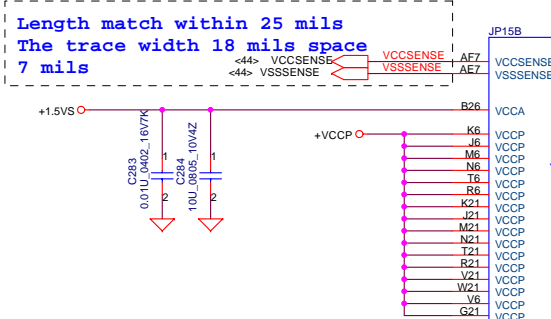 Length match within 25 mils
The trace width 18 mils space
7 mils
JP15B
<44> VCCSENSE VCCSENSE AF7 VCCSENSE
<44> VSSSENSE VSSSENSE AE7 VSSSENSE
+1.5VS B26 VCCA
+VCCP K6 VCCP
J6 VCCP
M6 VCCP
N6 VCCP
T6 VCCP
R6 VCCP
K21 VCCP
J21 VCCP
M21 VCCP
N21 VCCP
T21 VCCP
R21 VCCP
V21 VCCP
W21 VCCP
V6 VCCP
G21 VCCP
C283
0.01U_0402_16V7K
1
2
C284
10U_0805_10V4Z
1
2